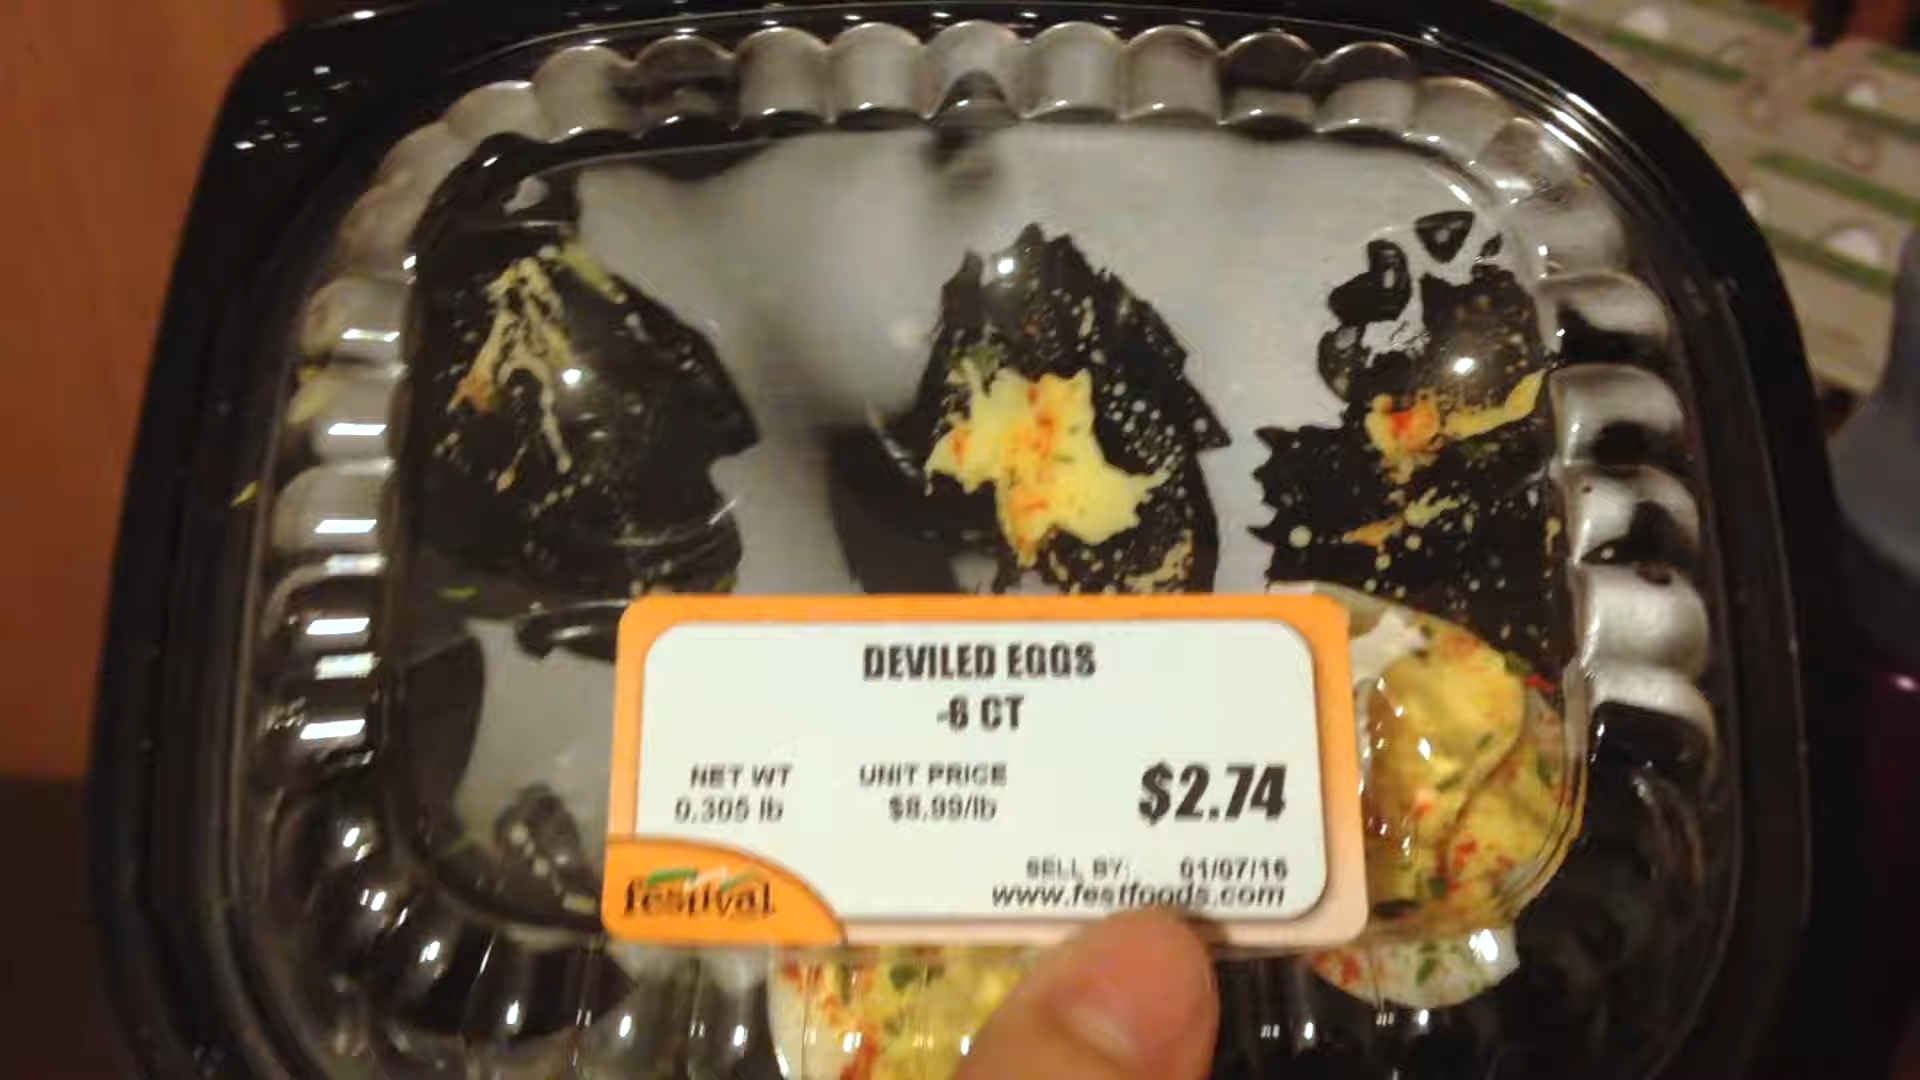 DEVILED EGGS
-6 CT
NET WT UNIT PRICE
0.305 lb $8.99/lb $2.74
SELL BY: 01/07/16
festival www.festfoods.com